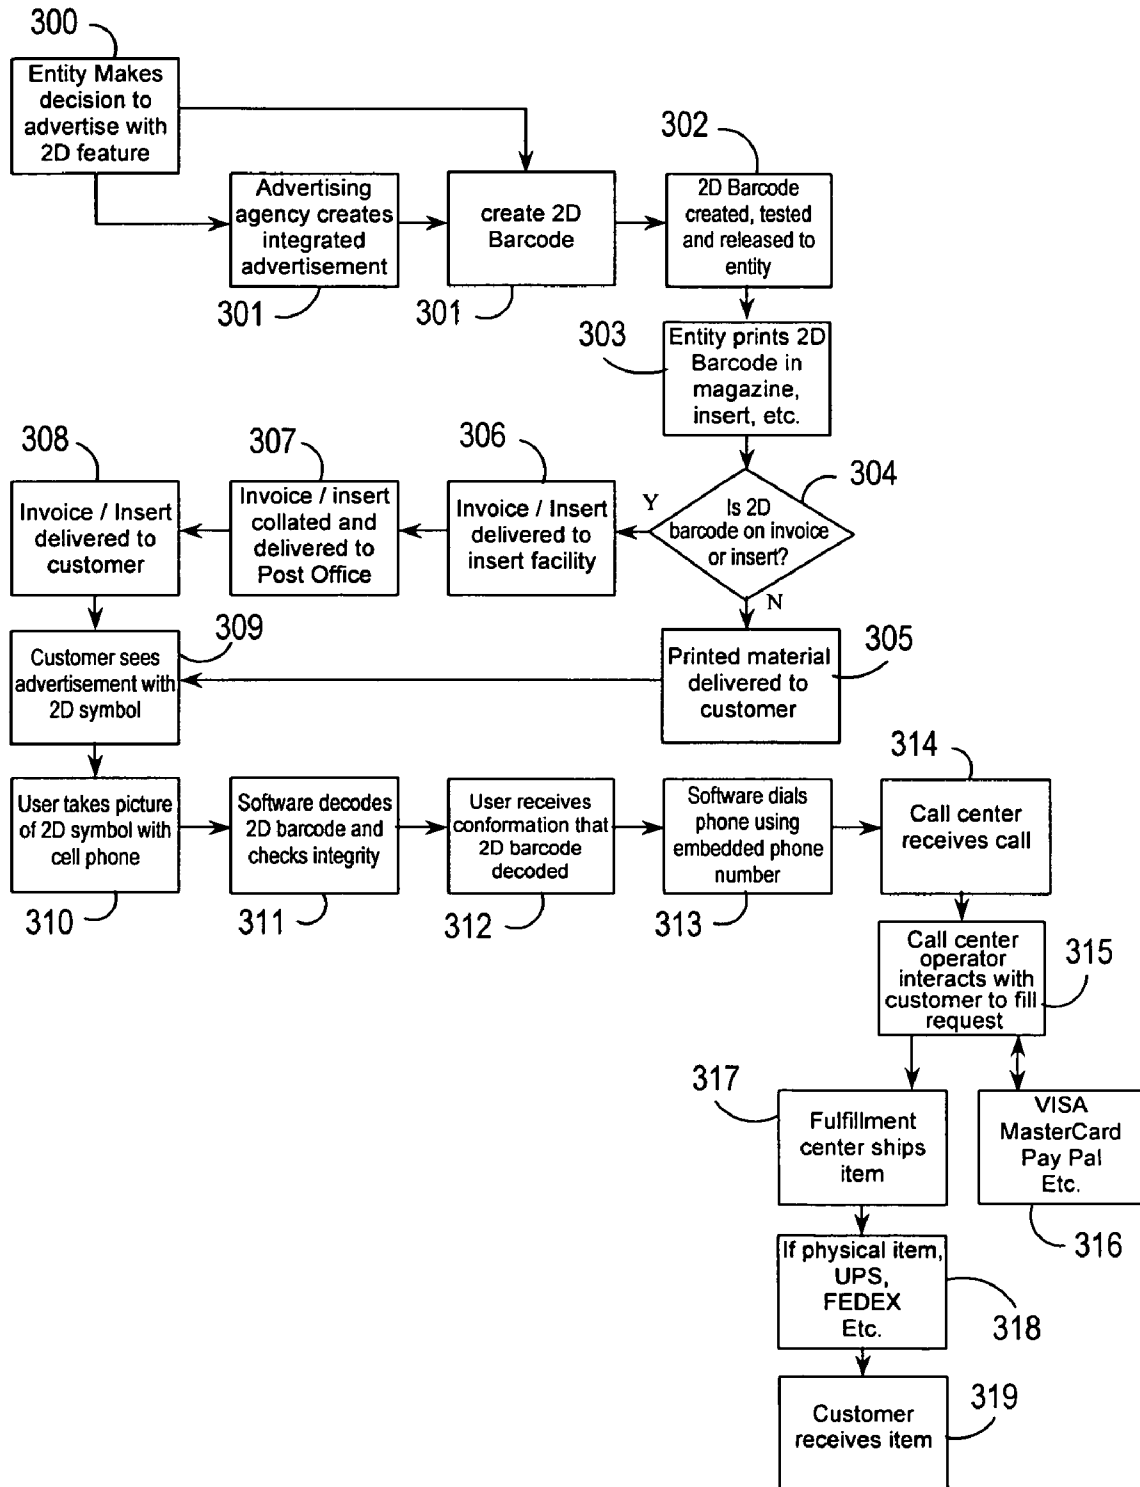 300
Entity Makes
decision to
advertise with
2D feature
Advertising
agency creates
integrated
advertisement
301
create 2D
Barcode
301
302
2D Barcode
created, tested
and released to
entity
303
Entity prints 2D
Barcode in
magazine,
insert, etc.
304
Is 2D
barcode on invoice
or insert?
Y
N
306
Invoice / Insert
delivered to
insert facility
307
Invoice / insert
collated and
delivered to
Post Office
308
Invoice / Insert
delivered to
customer
305
Printed material
delivered to
customer
309
Customer sees
advertisement with
2D symbol
User takes picture
of 2D symbol with
cell phone
310
Software decodes
2D barcode and
checks integrity
311
User receives
conformation that
2D barcode
decoded
312
Software dials
phone using
embedded phone
number
313
314
Call center
receives call
315
Call center
operator
interacts with
customer to fill
request
VISA
MasterCard
Pay Pal
Etc.
316
317
Fulfillment
center ships
item
If physical item,
UPS,
FEDEX
Etc.
318
319
Customer
receives item